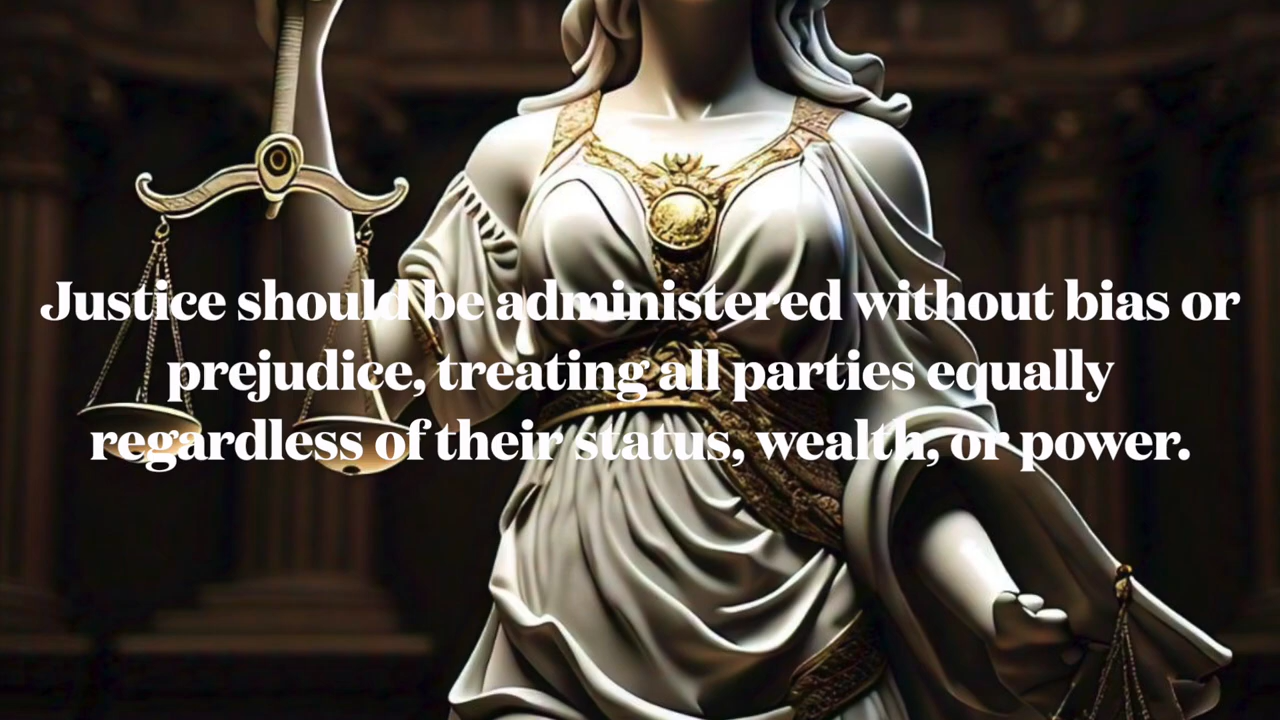 Justice should be administered without bias or
prejudice, treating all parties equally
regardless of their status, wealth, or power.